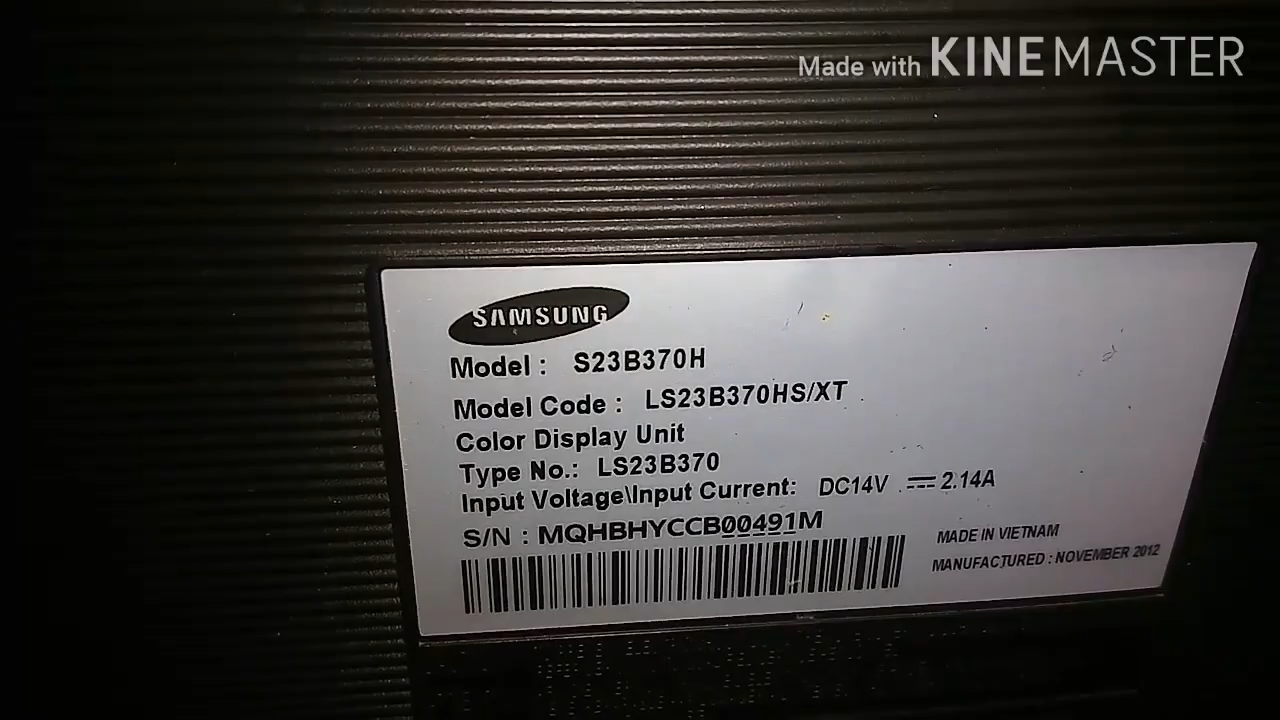 Made with KINEMASTER
SAMSUNG
Model : S23B370H
Model Code : LS23B370HS/XT
Color Display Unit
Type No.: LS23B370
Input Voltage\Input Current: DC14V ⎓ 2.14A
S/N : MQHBHYCCB00491M
MADE IN VIETNAM
MANUFACTURED : NOVEMBER 2012